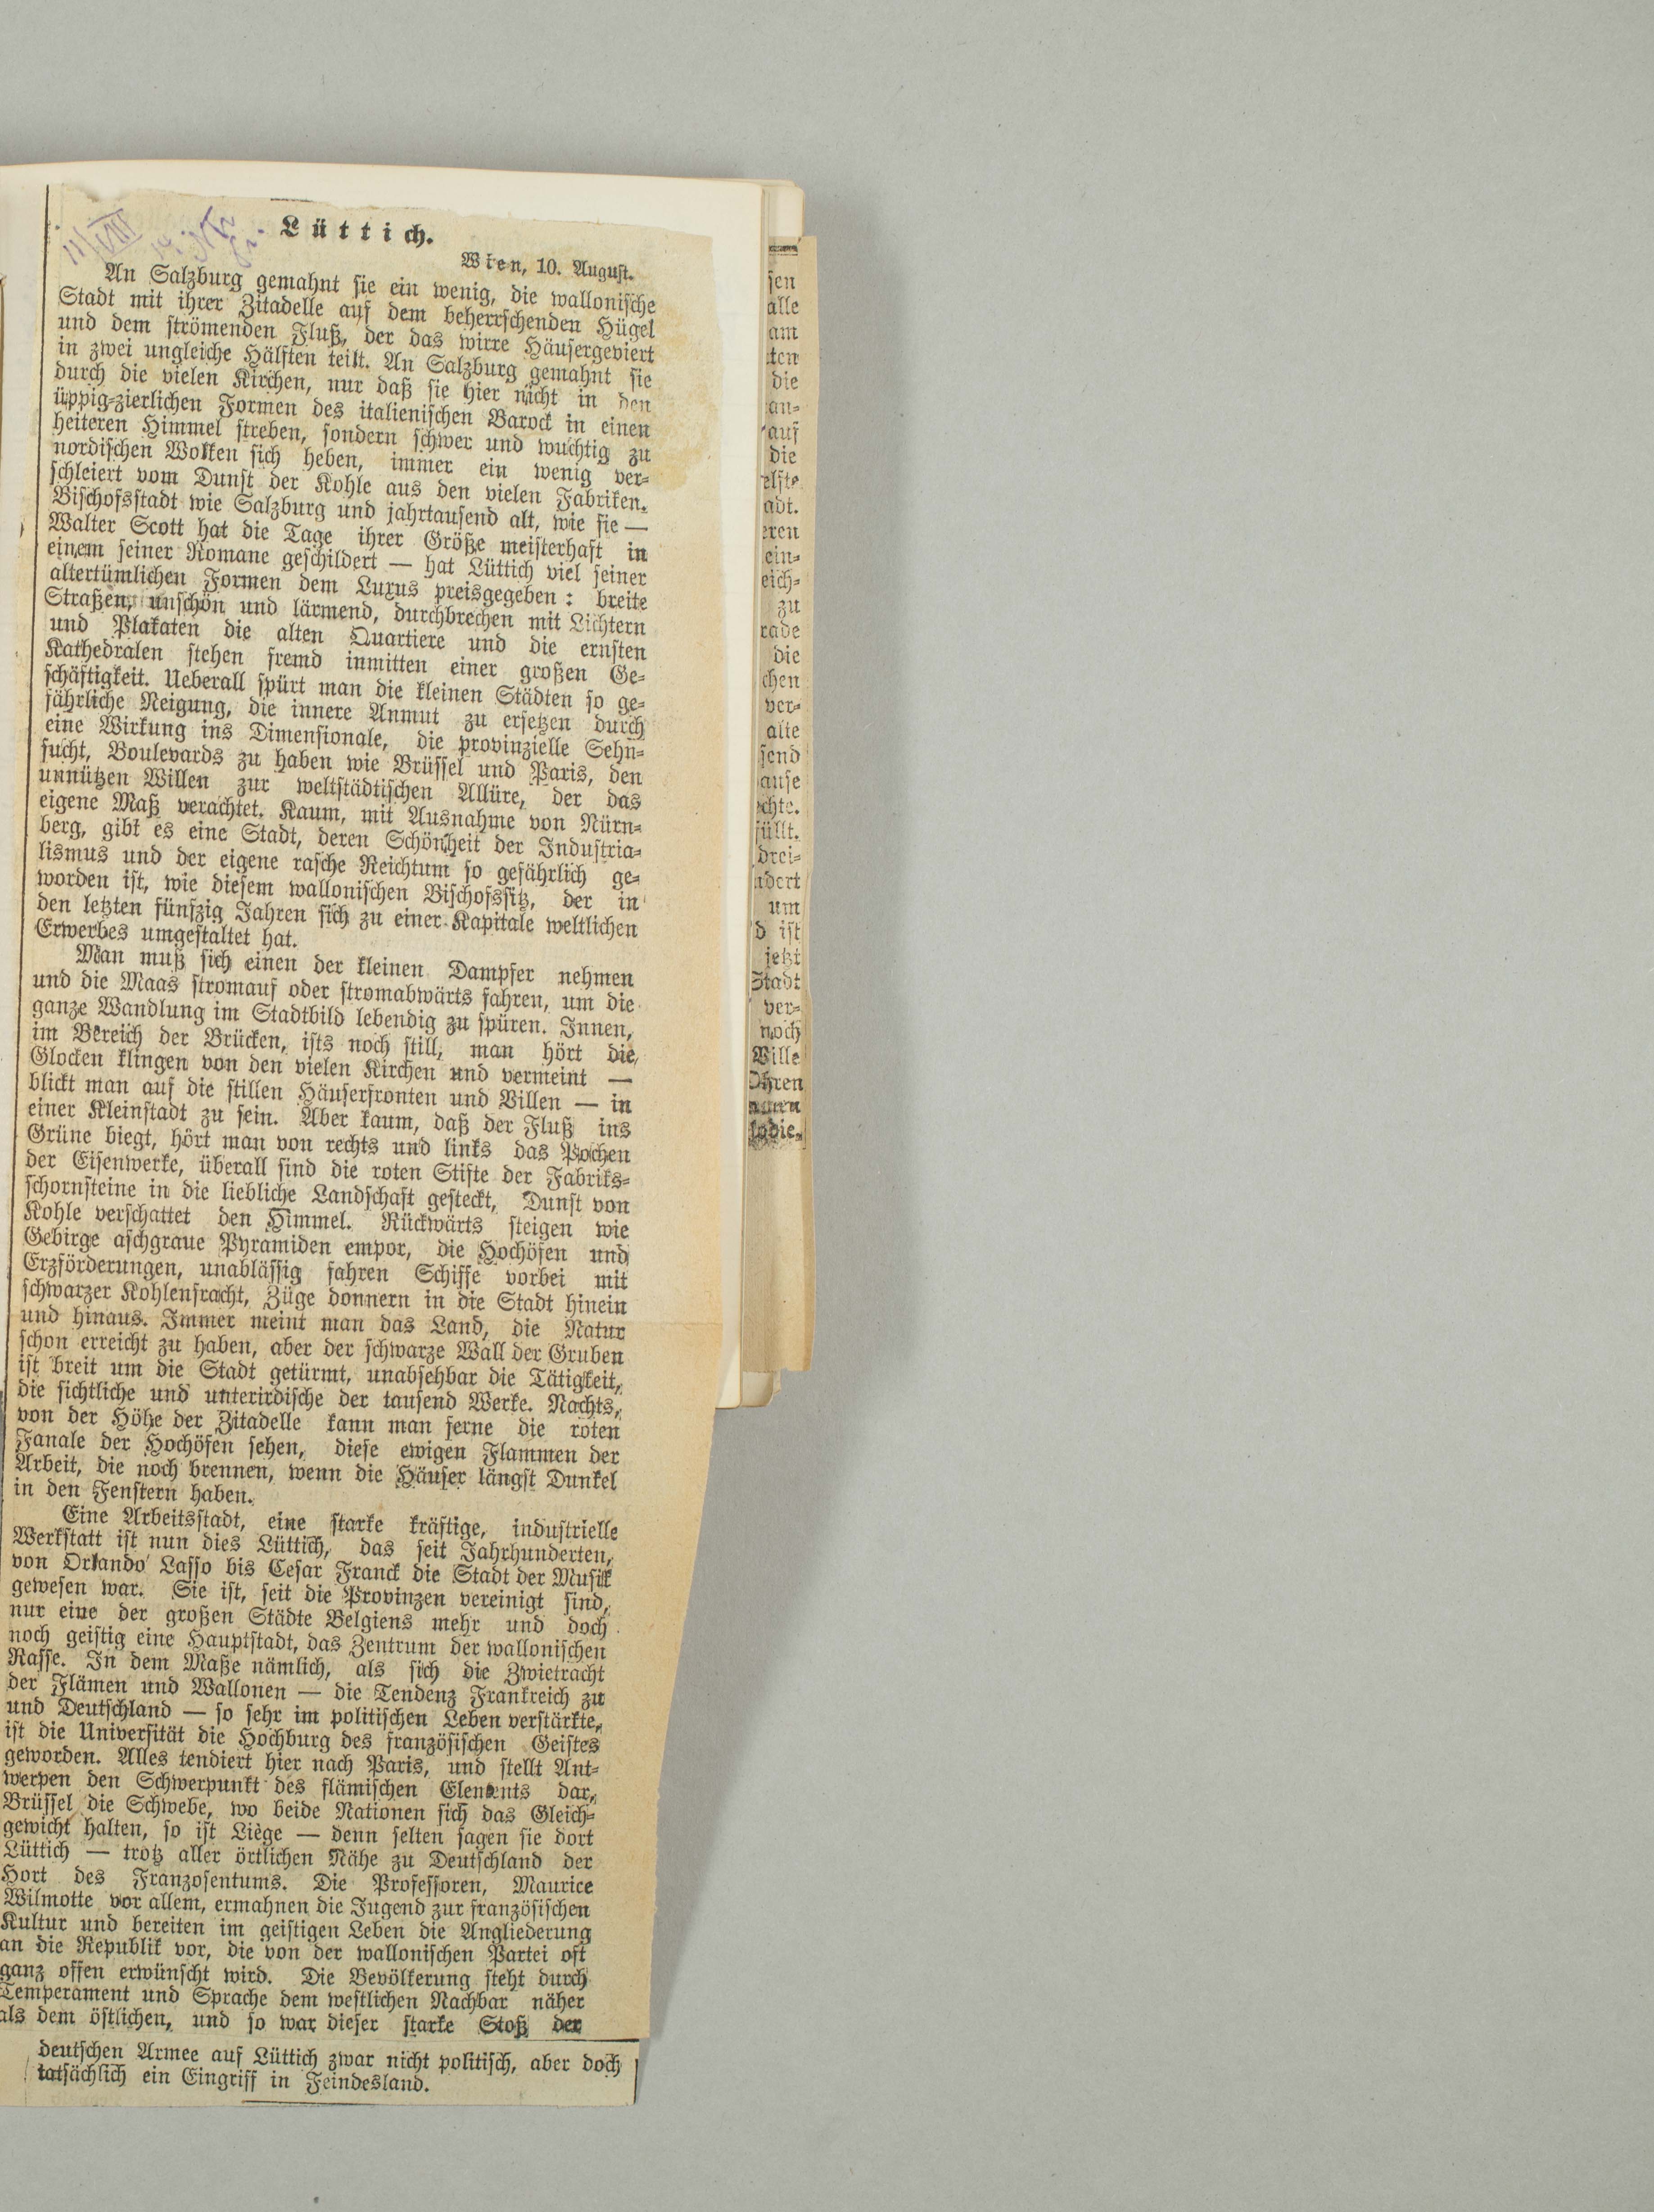 11/VIII
14.
Lüttich.
Wien, 10. August.
An Salzburg gemahnt sie ein wenig, die wallonische
Stadt mit ihrer Zitadelle auf dem beherrschenden Hügel
und dem strömenden Fluß, der das wirre Häusergeviert
in zwei ungleiche Hälften teilt. An Salzburg gemahnt sie
durch die vielen Kirchen, nur daß sie hier nicht in den
üppig-zierlichen Formen des italienischen Barock in einen
heiteren Himmel streben, sondern schwer und wuchtig zu
nordischen Wolken sich heben, immer ein wenig ver-
schleiert vom Dunst der Kohle aus den vielen Fabriken.
Bischofsstadt wie Salzburg und jahrtausend alt, wie sie —
Walter Scott hat die Tage ihrer Größe meisterhaft in
einem seiner Romane geschildert — hat Lüttich viel seiner
altertümlichen Formen dem Luxus preisgegeben: breite
Straßen, unschön und lärmend, durchbrechen mit Lichtern
und Plakaten die alten Quartiere und die ernsten
Kathedralen stehen fremd inmitten einer großen Ge-
schäftigkeit. Ueberall spürt man die kleinen Städten so ge-
fährliche Neigung, die innere Anmut zu ersetzen durch
eine Wirkung ins Dimensionale, die provinzielle Sehn-
sucht, Boulevards zu haben wie Brüssel und Paris, den
unnützen Willen zur weltstädtischen Allüre, der das
eigene Maß verachtet. Kaum, mit Ausnahme von Nürn-
berg, gibt es eine Stadt, deren Schönheit der Industria-
lismus und der eigene rasche Reichtum so gefährlich ge-
worden ist, wie diesem wallonischen Bischofssitz, der in
den letzten fünfzig Jahren sich zu einer Kapitale weltlichen
Erwerbes umgestaltet hat.
Man muß sich einen der kleinen Dampfer nehmen
und die Maas stromauf oder stromabwärts fahren, um die
ganze Wandlung im Stadtbild lebendig zu spüren. Innen,
im Bereich der Brücken, ists noch still, man hört die
Glocken klingen von den vielen Kirchen und vermeint —
blickt man auf die stillen Häuserfronten und Villen — in
einer Kleinstadt zu sein. Aber kaum, daß der Fluß ins
Grüne biegt, hört man von rechts und links das Pochen
der Eisenwerke, überall sind die roten Stifte der Fabriks-
schornsteine in die liebliche Landschaft gesteckt, Dunst von
Kohle verschattet den Himmel. Rückwärts steigen wie
Gebirge aschgraue Pyramiden empor, die Hochöfen und
Erzförderungen, unablässig fahren Schiffe vorbei mit
schwarzer Kohlenfracht, Züge donnern in die Stadt hinein
und hinaus. Immer meint man das Land, die Natur
schon erreicht zu haben, aber der schwarze Wall der Gruben
ist breit um die Stadt getürmt, unabsehbar die Tätigkeit,
die sichtliche und unterirdische der tausend Werke. Nachts,
von der Höhe der Zitadelle kann man ferne die roten
Fanale der Hochöfen sehen, diese ewigen Flammen der
Arbeit, die noch brennen, wenn die Häuser längst Dunkel
in den Fenstern haben.
Eine Arbeitsstadt, eine starke kräftige, industrielle
Werkstatt ist nun dies Lüttich, das seit Jahrhunderten,
von Orlando Lasso bis Cesar Franck die Stadt der Musik
gewesen war. Sie ist, seit die Provinzen vereinigt sind,
nur eine der großen Städte Belgiens mehr und doch
noch geistig eine Hauptstadt, das Zentrum der wallonischen
Rasse. In dem Maße nämlich, als sich die Zwietracht
der Flämen und Wallonen — die Tendenz Frankreich zu
und Deutschland — so sehr im politischen Leben verstärkte,
ist die Universität die Hochburg des französischen Geistes
geworden. Alles tendiert hier nach Paris, und stellt Ant-
werpen den Schwerpunkt des flämischen Elements dar,
Brüssel die Schwebe, wo beide Nationen sich das Gleich-
gewicht halten, so ist Liège — denn selten sagen sie dort
Lüttich — trotz aller örtlichen Nähe zu Deutschland der
Hort des Franzosentums. Die Professoren, Maurice
Wilmotte vor allem, ermahnen die Jugend zur französischen
Kultur und bereiten im geistigen Leben die Angliederung
an die Republik vor, die von der wallonischen Partei oft
ganz offen erwünscht wird. Die Bevölkerung steht durch
Temperament und Sprache dem westlichen Nachbar näher
als dem östlichen, und so war dieser starke Stoß der
deutschen Armee auf Lüttich zwar nicht politisch, aber doch
tatsächlich ein Eingriff in Feindesland.
sen
alle
am
ten
die
an-
auf
die
elfte
adt.
eren
ein-
eich-
zu
rade
die
chen
ver-
alte
send
ause
chte.
füllt.
drei-
ndert
um
d ist
jetzt
Stadt
ver-
noch
Wille
Ohren
lodie.